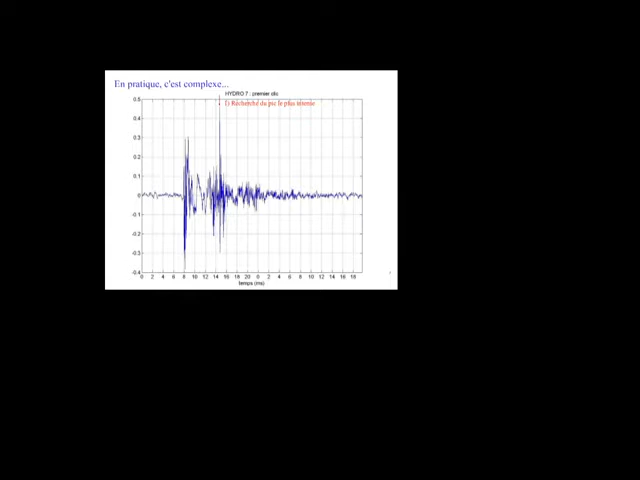 En pratique, c'est complexe...
HYDRO 7 : premier clic
1) Recherche du pic le plus intense
0.5
0.4
0.3
0.2
0.1
0
-0.1
-0.2
-0.3
-0.4
0 2 4 6 8 10 12 14 16 18 20 0 2 4 6 8 10 12 14 16 18
temps (ms)